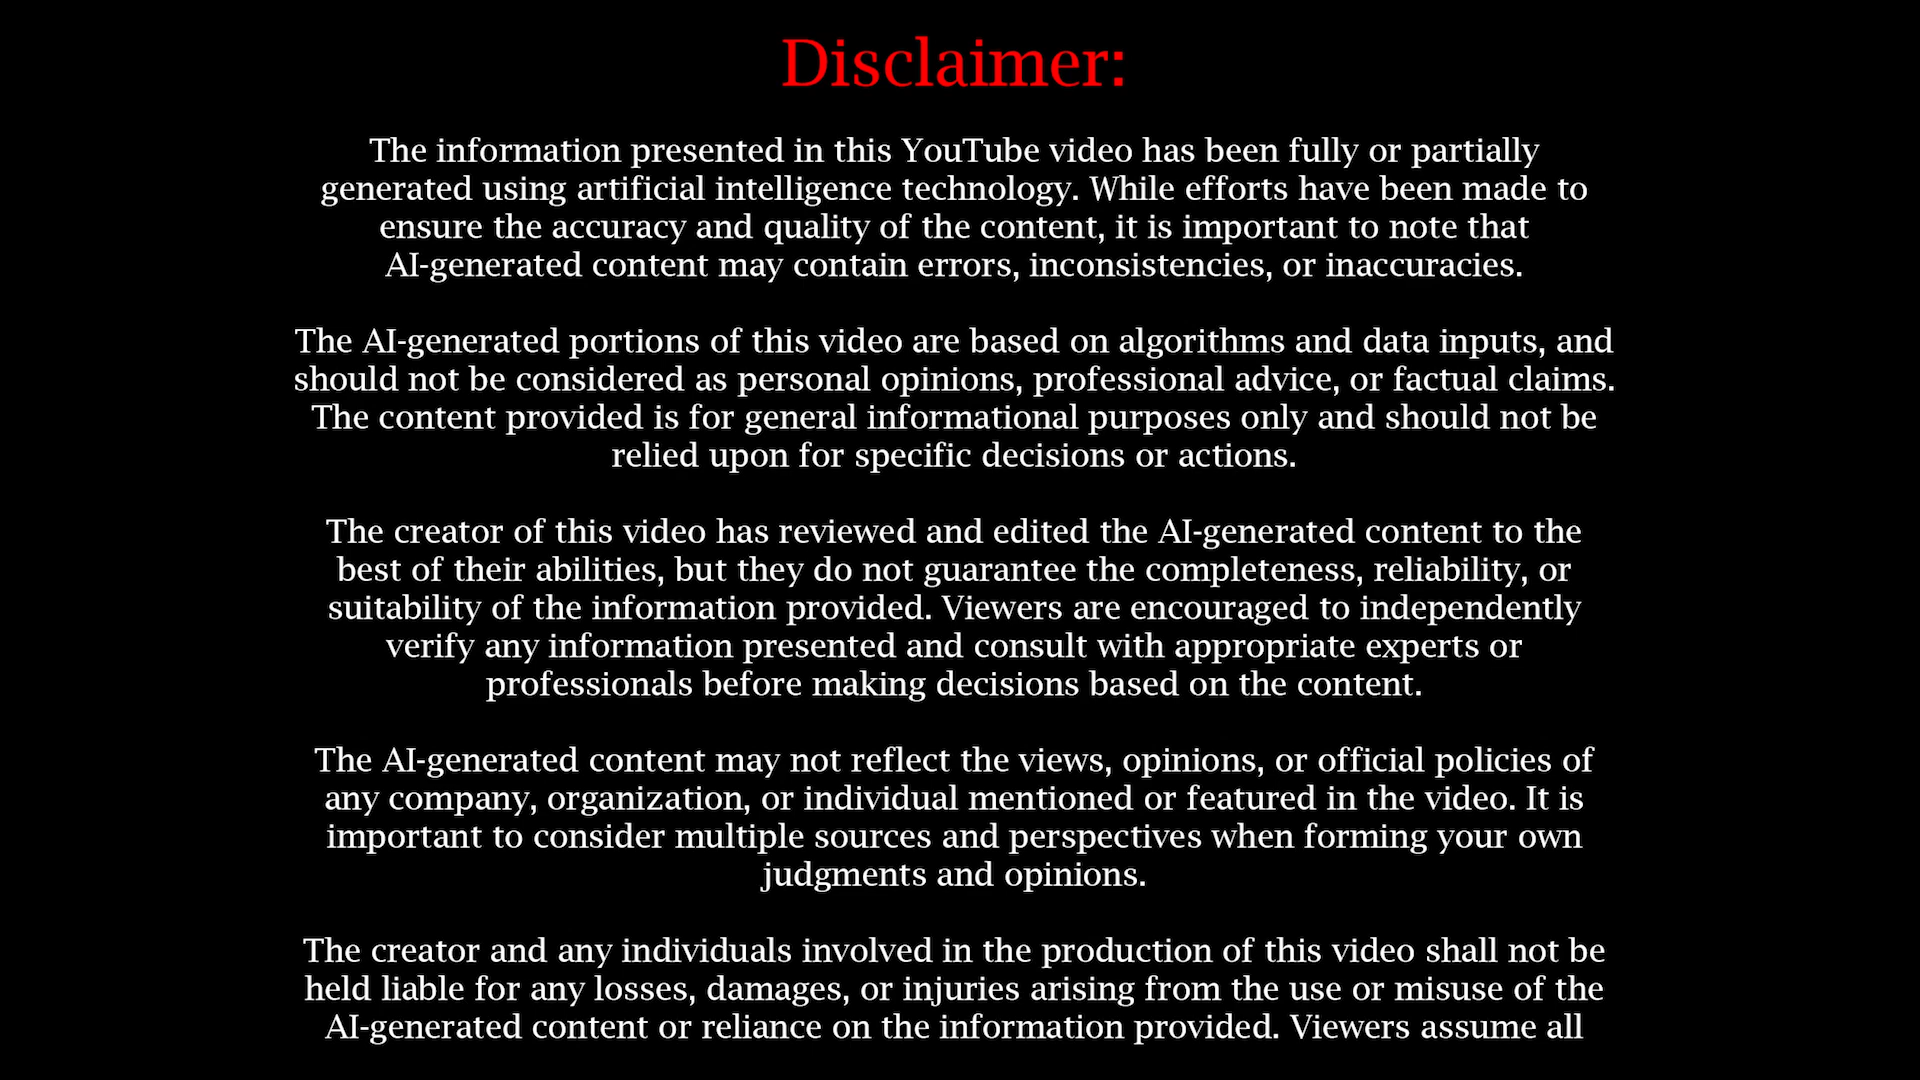 Disclaimer:
The information presented in this YouTube video has been fully or partially
generated using artificial intelligence technology. While efforts have been made to
ensure the accuracy and quality of the content, it is important to note that
AI-generated content may contain errors, inconsistencies, or inaccuracies.
The AI-generated portions of this video are based on algorithms and data inputs, and
should not be considered as personal opinions, professional advice, or factual claims.
The content provided is for general informational purposes only and should not be
relied upon for specific decisions or actions.
The creator of this video has reviewed and edited the AI-generated content to the
best of their abilities, but they do not guarantee the completeness, reliability, or
suitability of the information provided. Viewers are encouraged to independently
verify any information presented and consult with appropriate experts or
professionals before making decisions based on the content.
The AI-generated content may not reflect the views, opinions, or official policies of
any company, organization, or individual mentioned or featured in the video. It is
important to consider multiple sources and perspectives when forming your own
judgments and opinions.
The creator and any individuals involved in the production of this video shall not be
held liable for any losses, damages, or injuries arising from the use or misuse of the
AI-generated content or reliance on the information provided. Viewers assume all